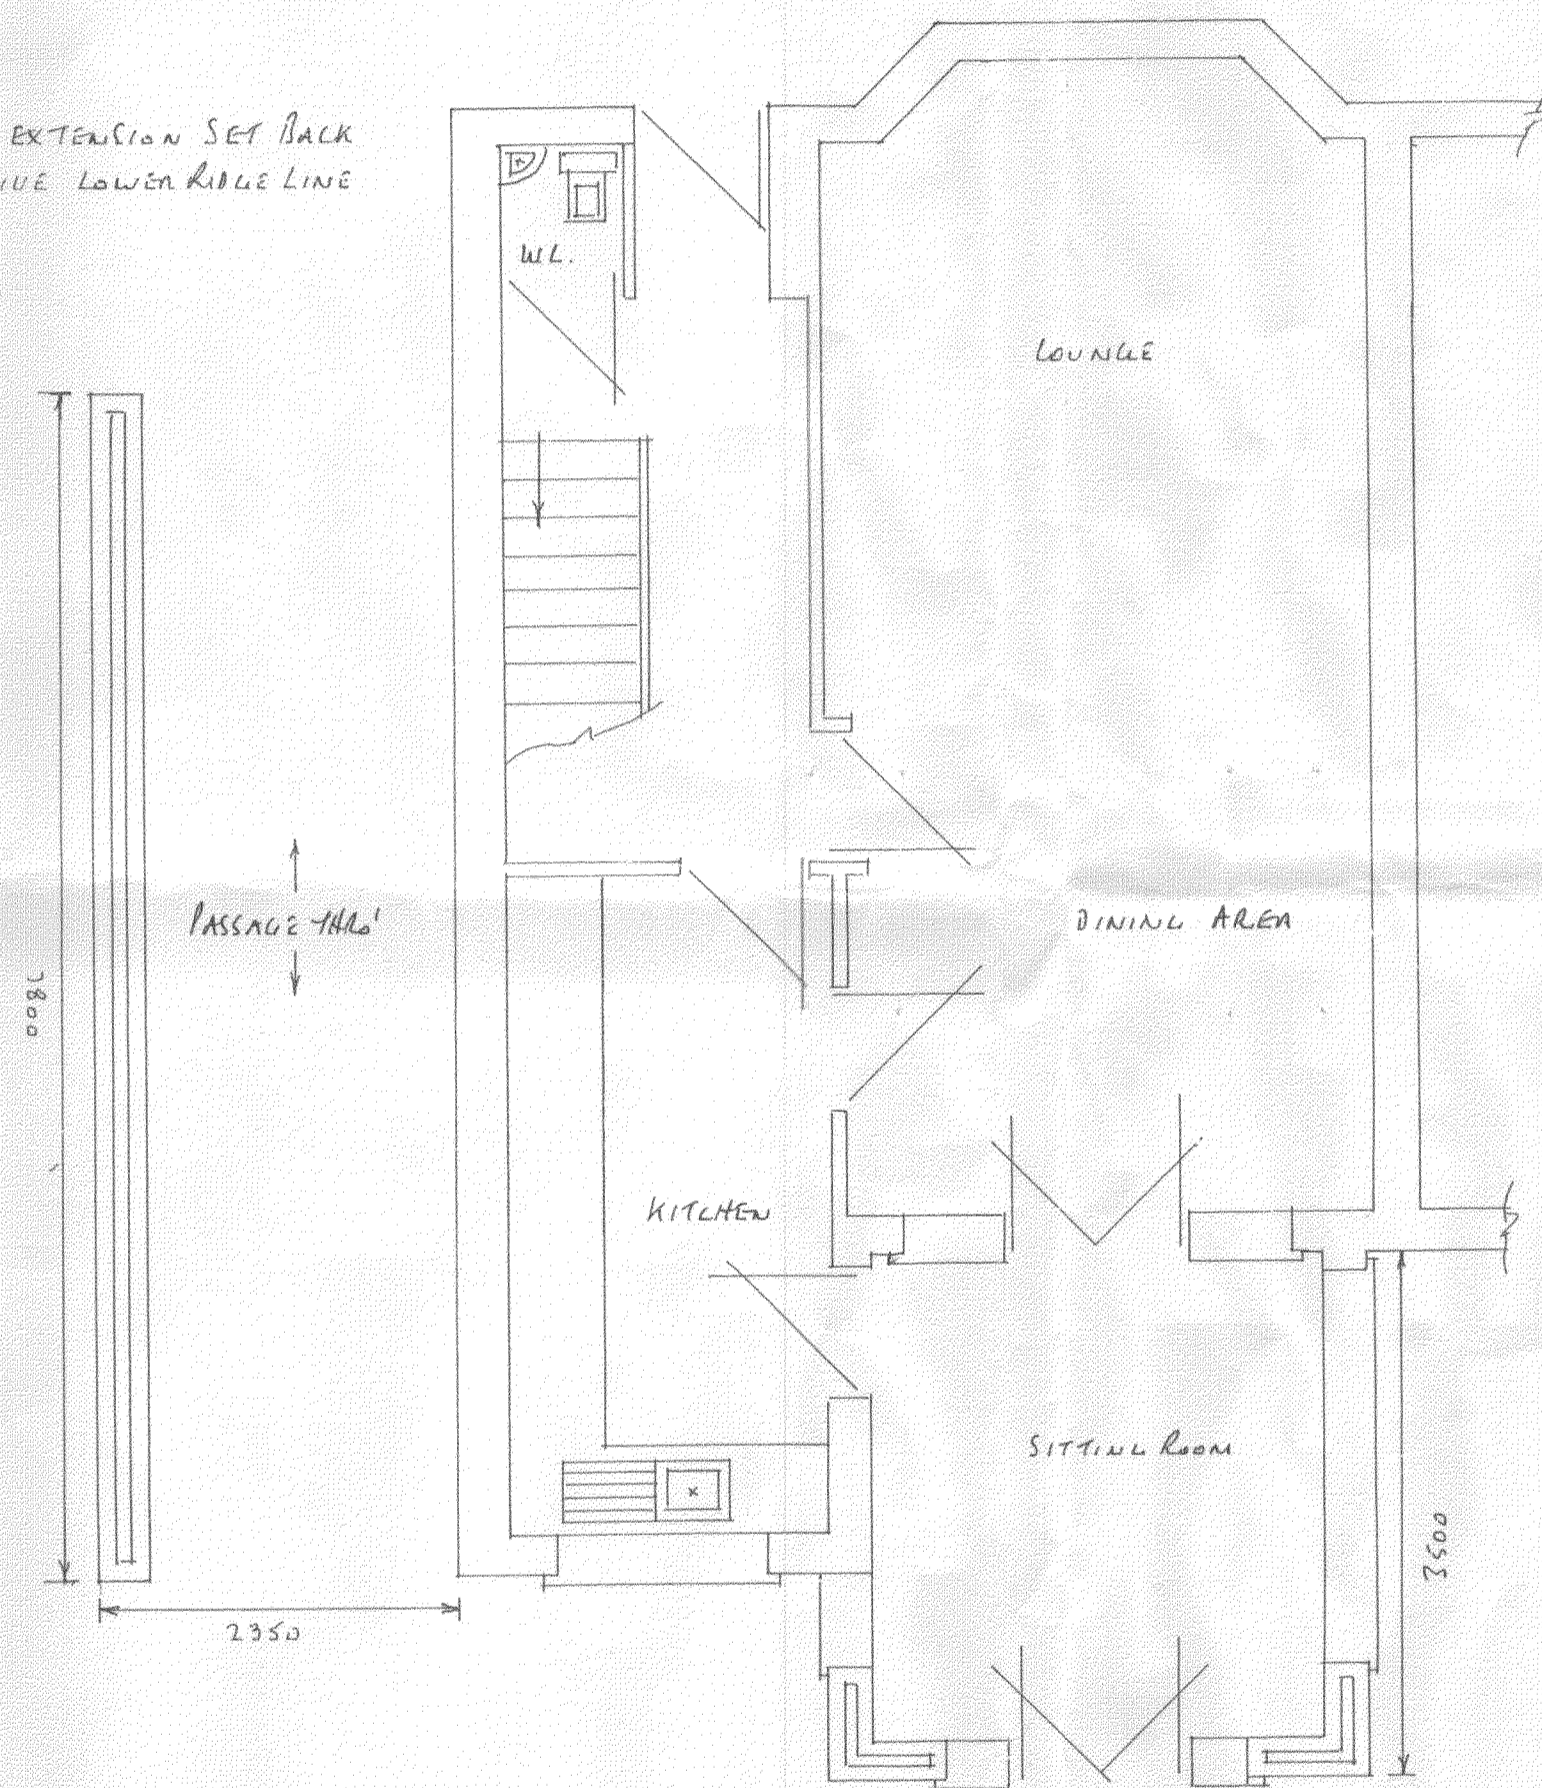 EXTENSION SET BACK
LOWER RIDGE LINE
W.C.
LOUNGE
PASSAGE THRO'
DINING AREA
7800
KITCHEN
SITTING ROOM
3500
2350